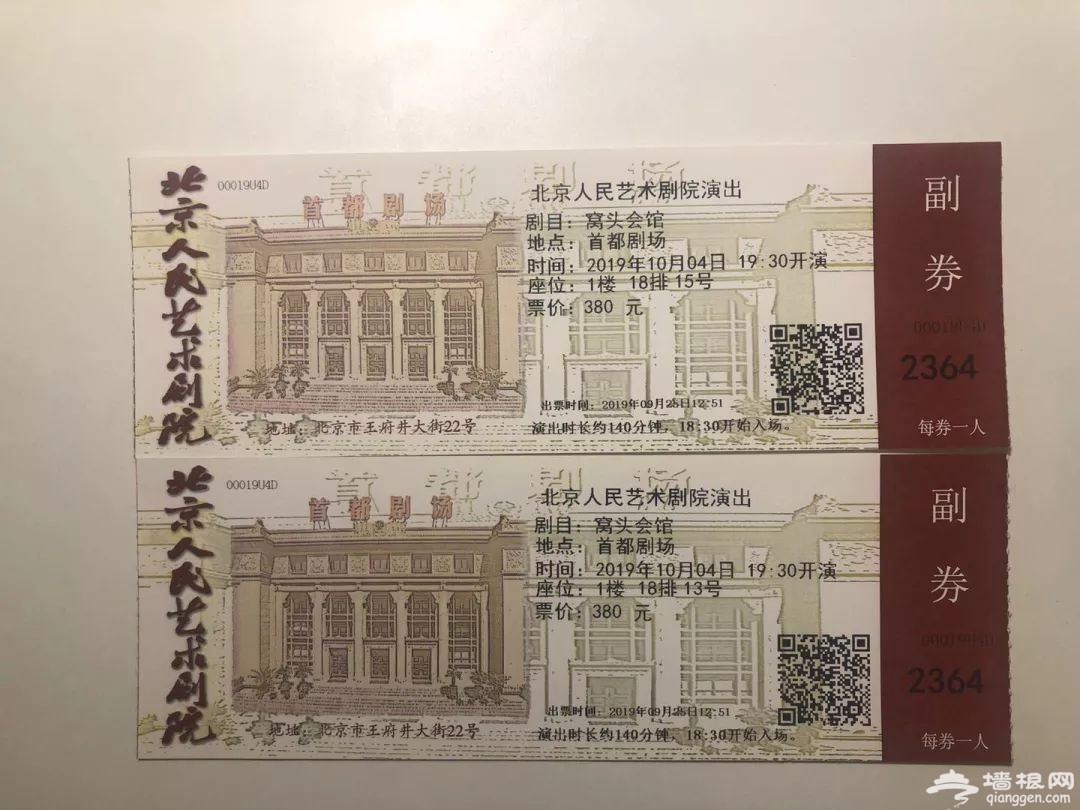 北京人民艺术剧院
00019U4D
首都剧场
首都剧场
北京人民艺术剧院演出
剧目：窝头会馆
地点：首都剧场
时间：2019年10月04日 19:30开演
座位：1楼 18排 15号
票价：380 元
出票时间：2019年09月25日12:51
演出时长约140分钟，18:30开始入场。
地址：北京市王府井大街22号
副券
2364
每券一人
北京人民艺术剧院
00019U4D
首都剧场
首都剧场
北京人民艺术剧院演出
剧目：窝头会馆
地点：首都剧场
时间：2019年10月04日 19:30开演
座位：1楼 18排 13号
票价：380 元
出票时间：2019年09月25日12:51
演出时长约140分钟，18:30开始入场。
地址：北京市王府井大街22号
副券
00019U4D
2364
每券一人
墙根网
qianggen.com